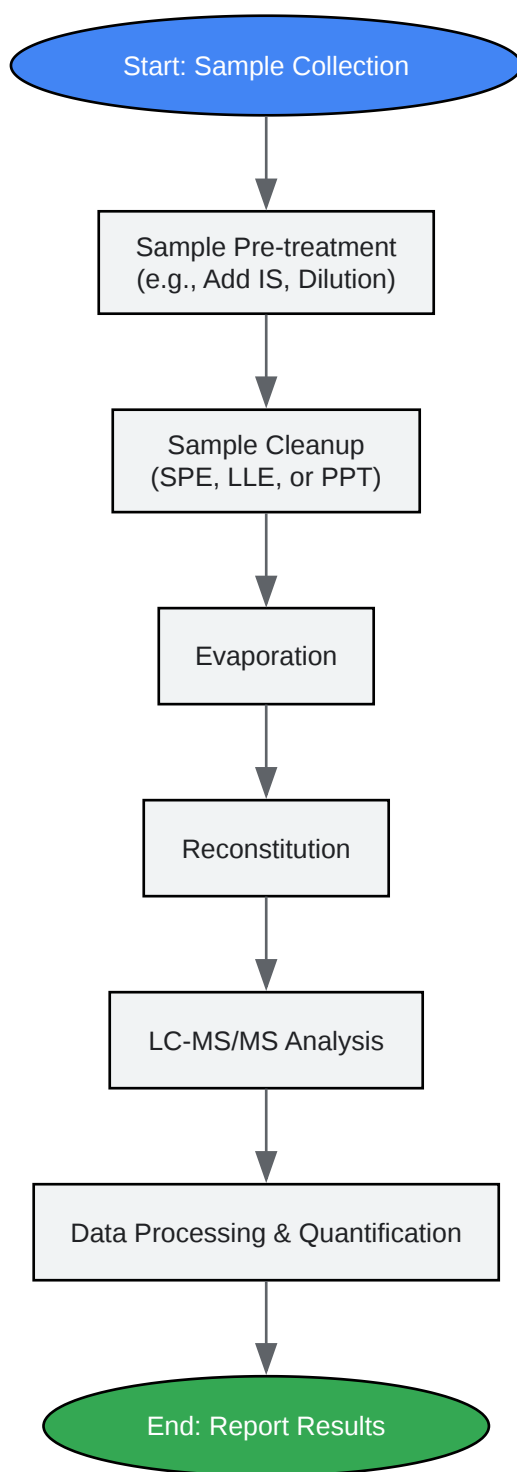 Start: Sample Collection
Sample Pre-treatment
(e.g., Add IS, Dilution)
Sample Cleanup
(SPE, LLE, or PPT)
Evaporation
Reconstitution
LC-MS/MS Analysis
Data Processing & Quantification
End: Report Results